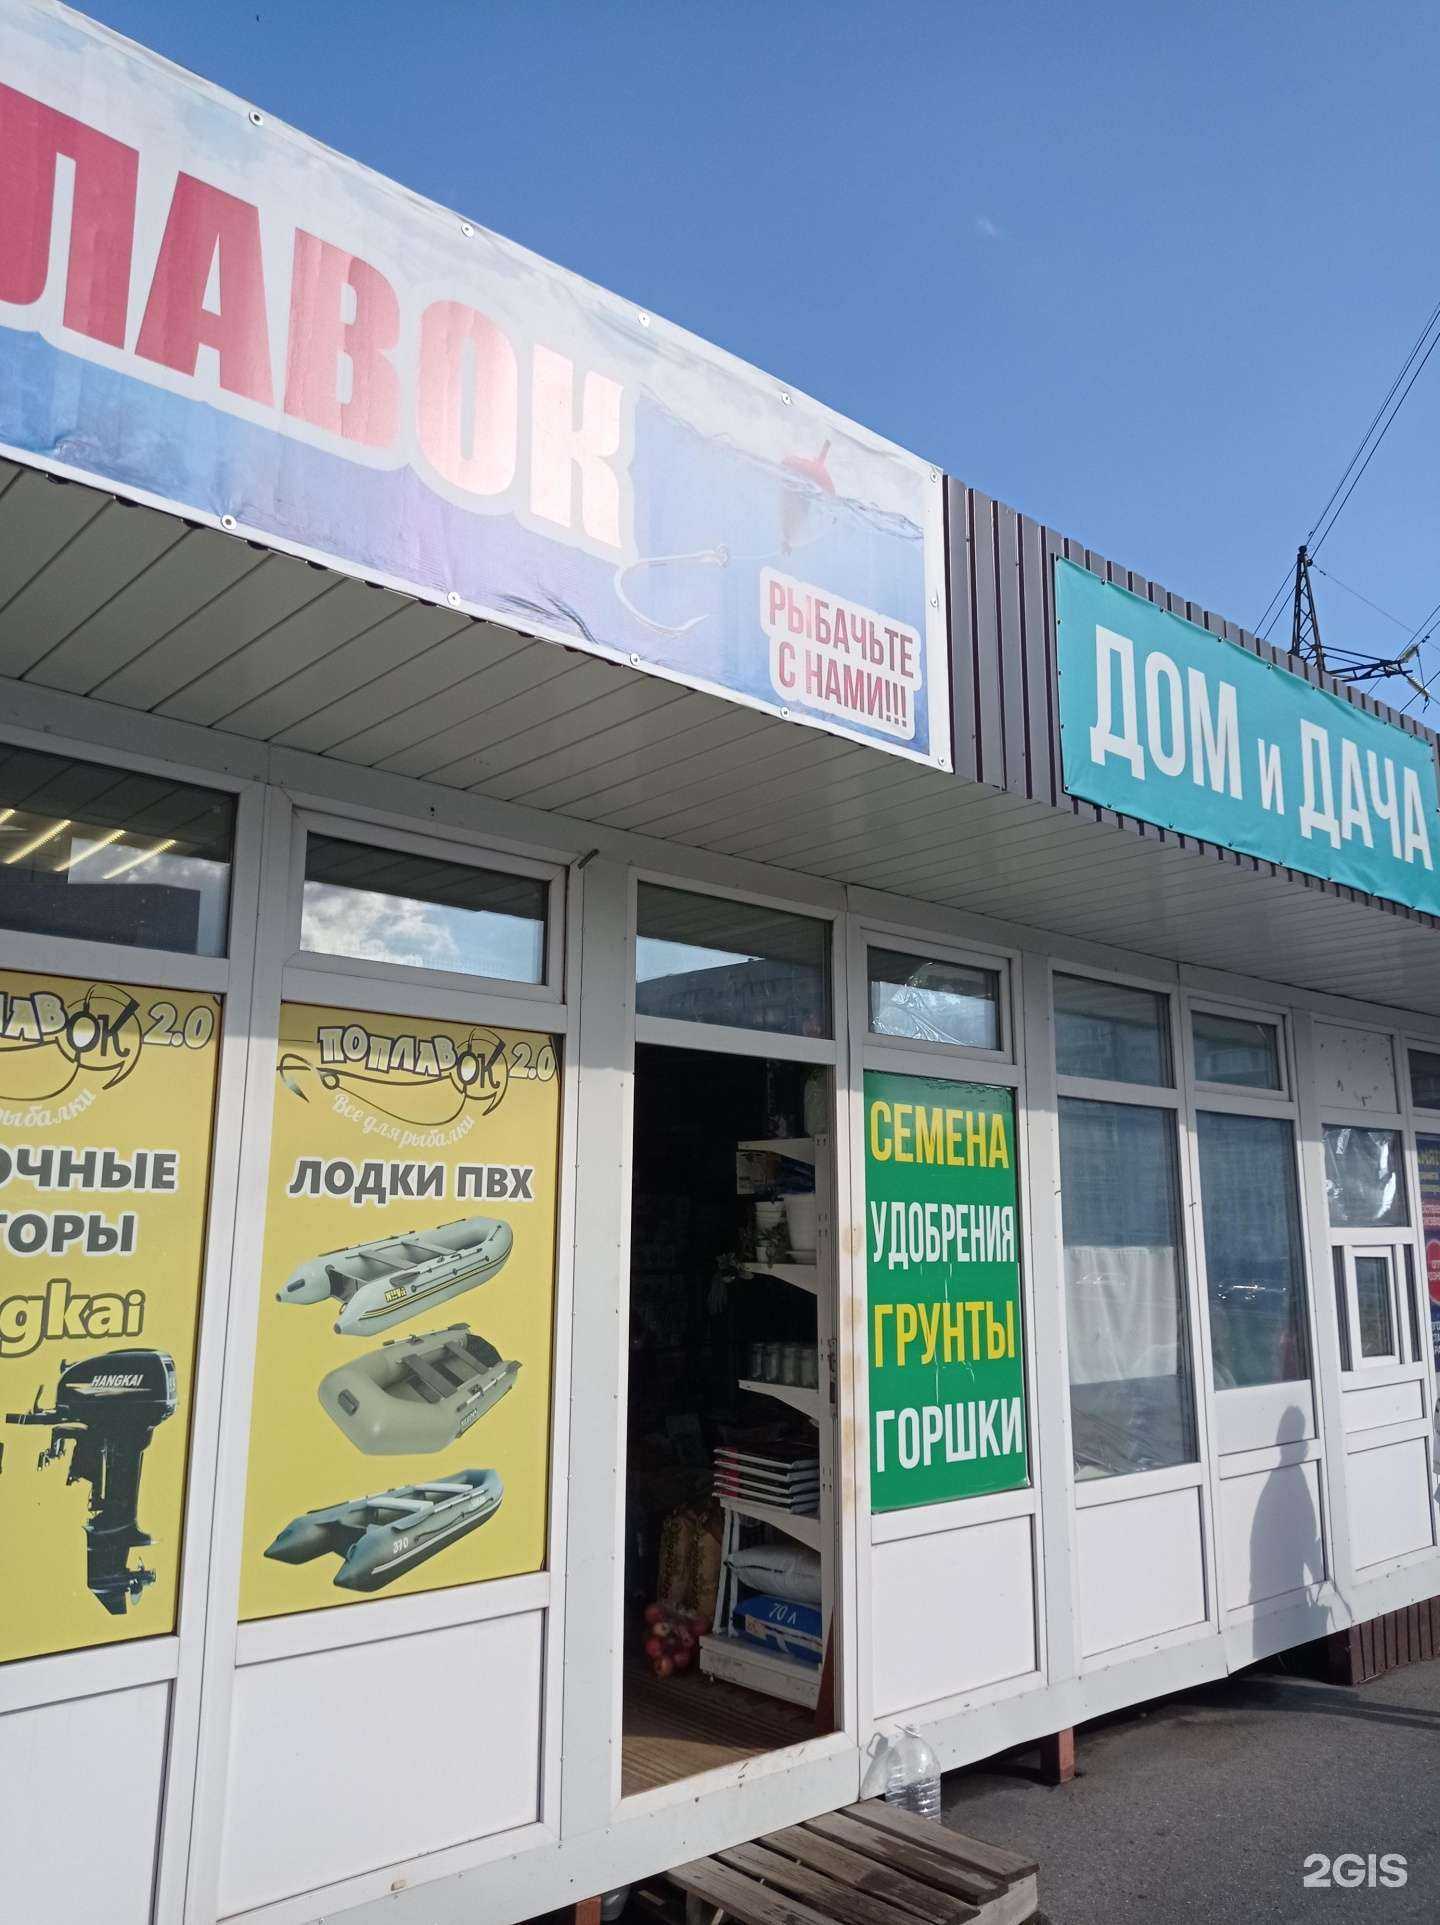 ЛАВОК
РЫБАЧЬТЕ
С НАМИ!!!
ДОМ и ДАЧА
ЛАВОК 2.0
рыбалки
ОЧНЫЕ
ТОРЫ
gkai
HANGKAI
ПОПЛАВОК 2.0
Все для рыбалки
ЛОДКИ ПВХ
370
СЕМЕНА
УДОБРЕНИЯ
ГРУНТЫ
ГОРШКИ
70 л
2GIS